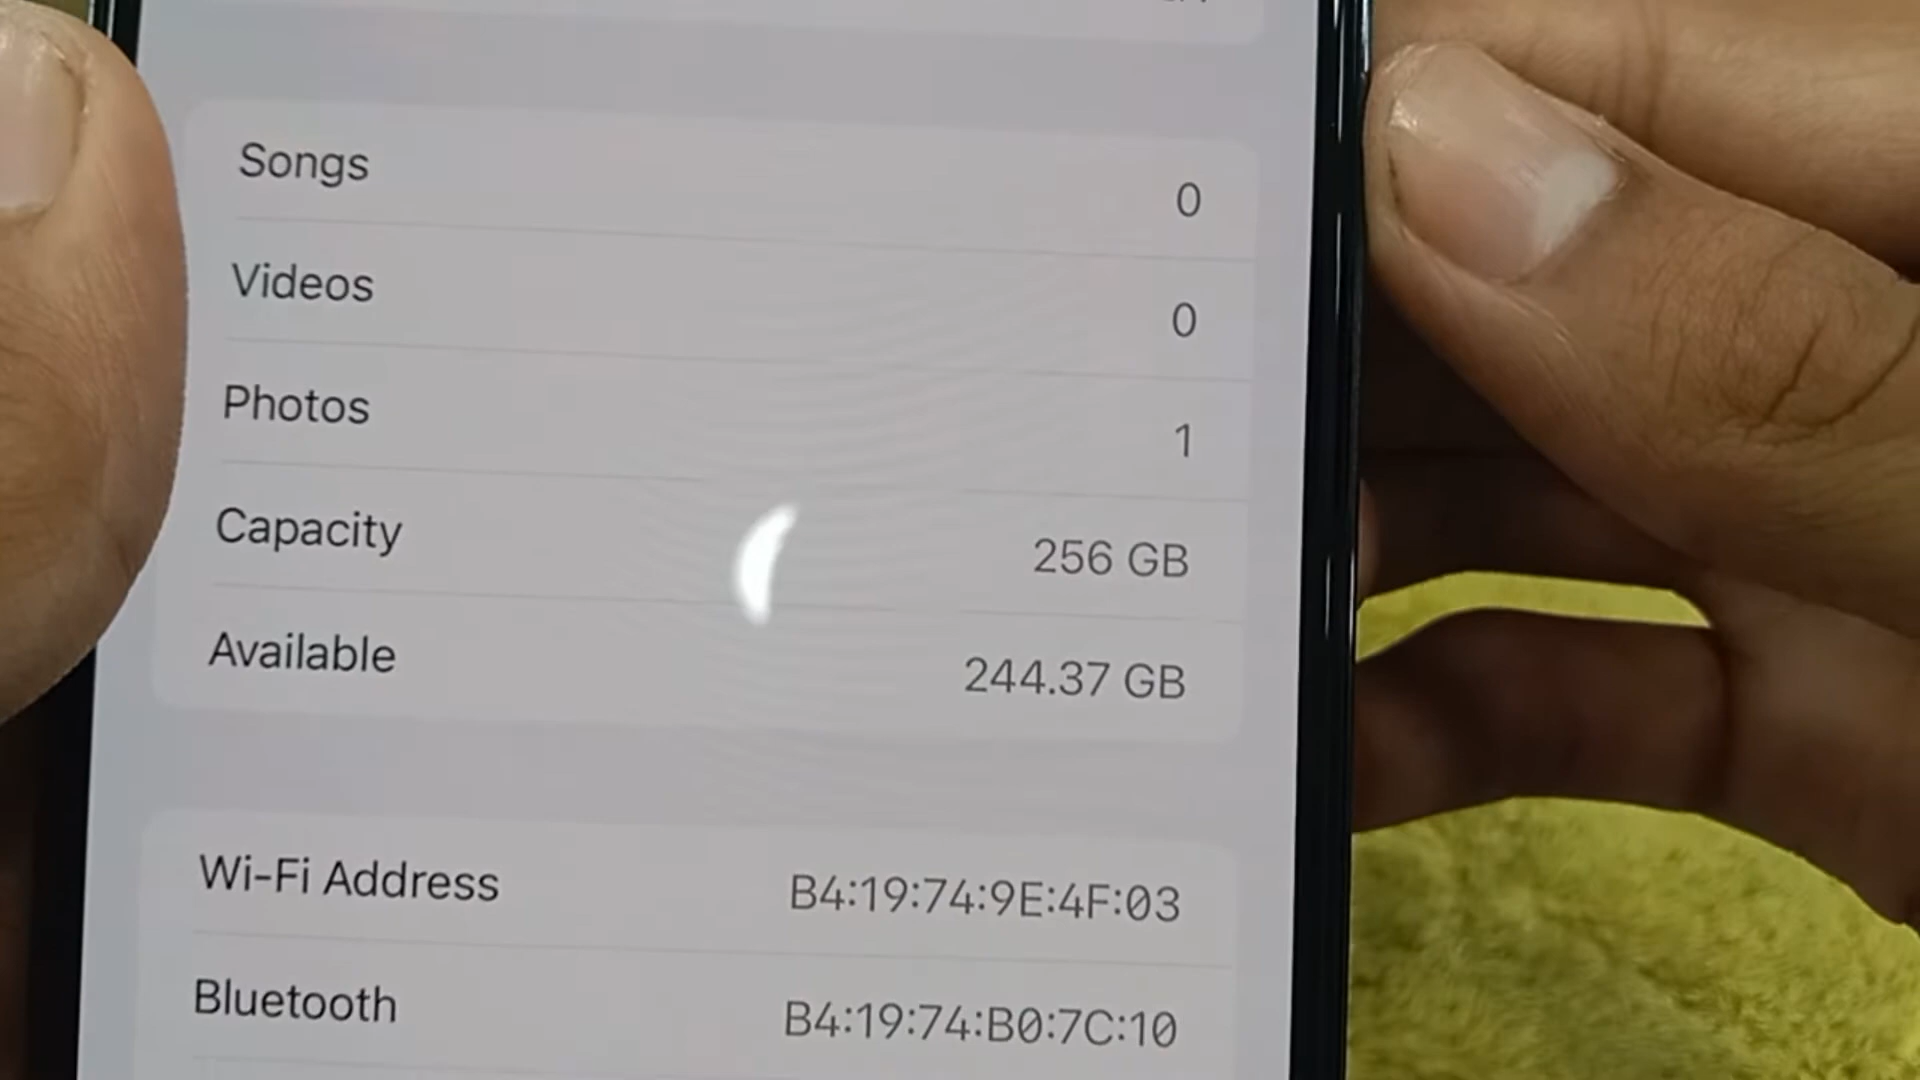 Songs 0
Videos 0
Photos 1
Capacity 256 GB
Available 244.37 GB
Wi-Fi Address B4:19:74:9E:4F:03
Bluetooth B4:19:74:B0:7C:10